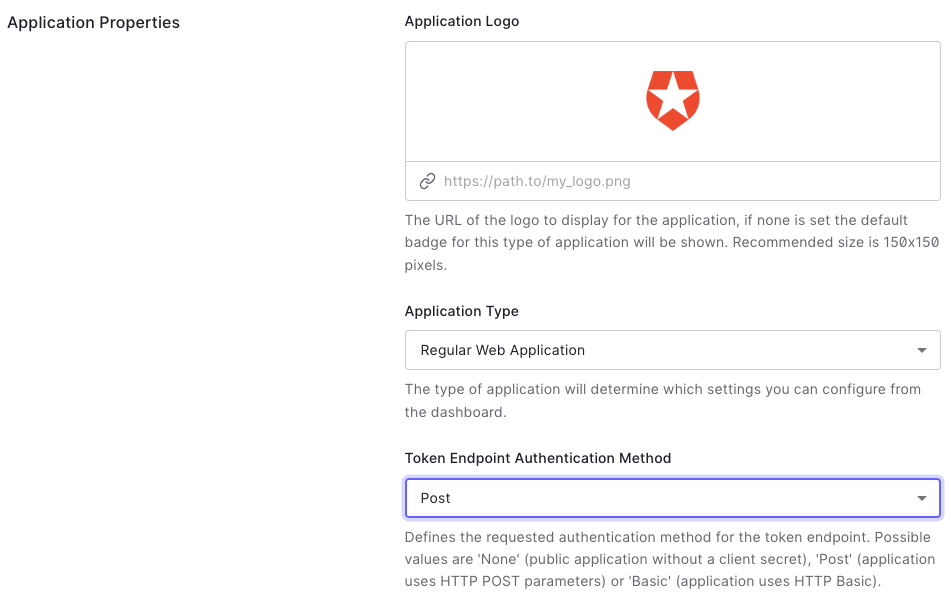 Application Properties
Application Logo
https://path.to/my_logo.png
The URL of the logo to display for the application, if none is set the default
badge for this type of application will be shown. Recommended size is 150x150
pixels.
Application Type
Regular Web Application
The type of application will determine which settings you can configure from
the dashboard.
Token Endpoint Authentication Method
Post
Defines the requested authentication method for the token endpoint. Possible
values are 'None' (public application without a client secret), 'Post' (application
uses HTTP POST parameters) or 'Basic' (application uses HTTP Basic).